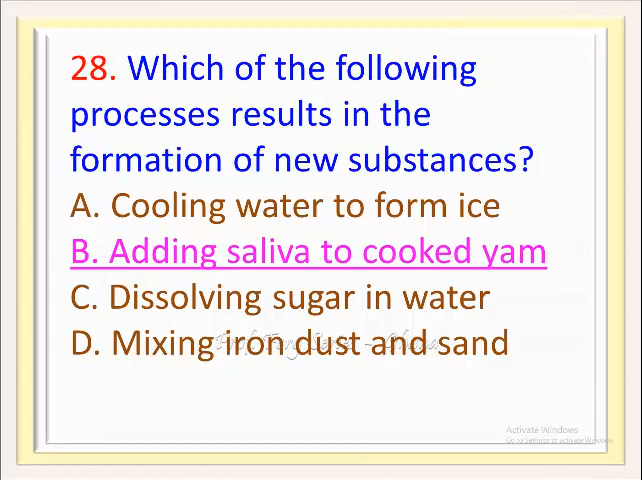 28. Which of the following
processes results in the
formation of new substances?
A. Cooling water to form ice
B. Adding saliva to cooked yam
C. Dissolving sugar in water
D. Mixing iron dust and sand
Activate Windows
Go to Settings to activate Windows.